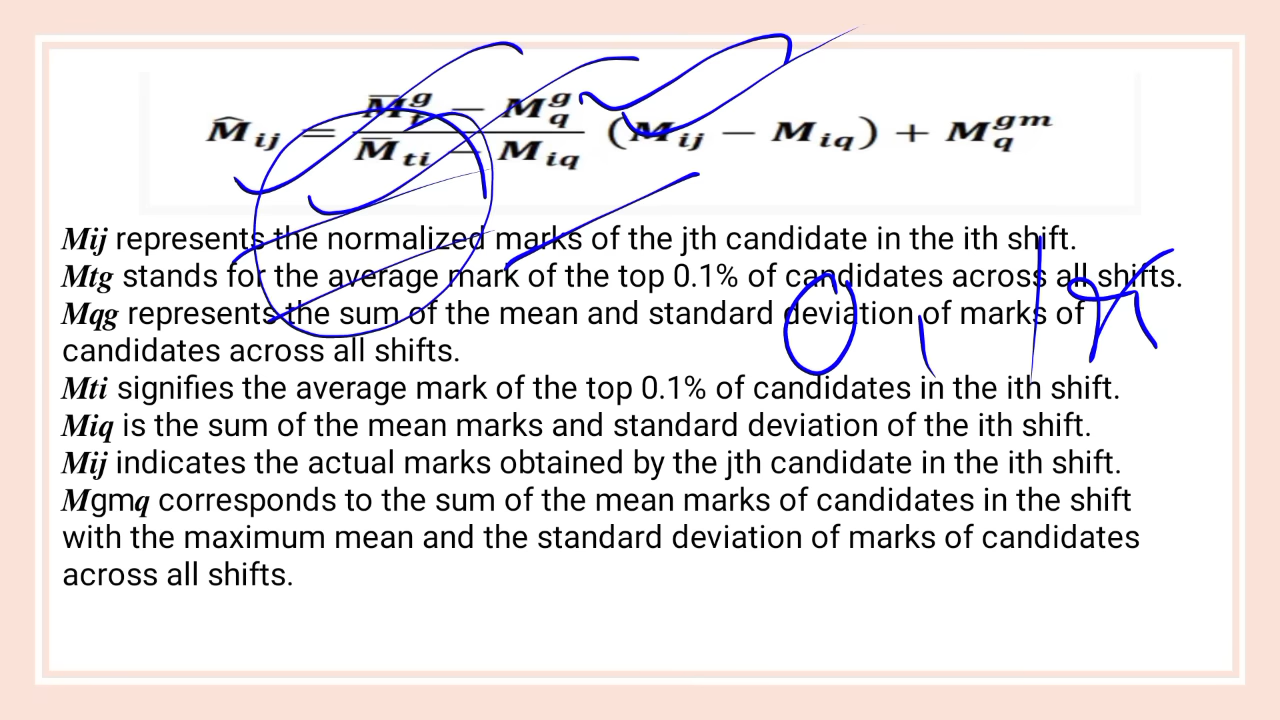 M̂ij = (M̄tg − Mqg) / (M̄ti − Miq) (Mij − Miq) + Mqgm
Mij represents the normalized marks of the jth candidate in the ith shift.
Mtg stands for the average mark of the top 0.1% of candidates across all shifts.
Mqg represents the sum of the mean and standard deviation of marks of
candidates across all shifts.
Mti signifies the average mark of the top 0.1% of candidates in the ith shift.
Miq is the sum of the mean marks and standard deviation of the ith shift.
Mij indicates the actual marks obtained by the jth candidate in the ith shift.
Mgmq corresponds to the sum of the mean marks of candidates in the shift
with the maximum mean and the standard deviation of marks of candidates
across all shifts.